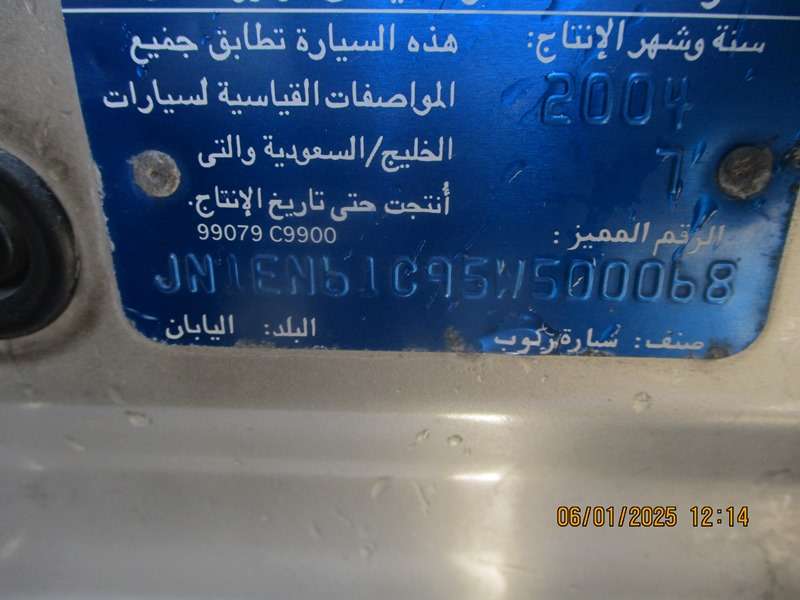 سنة وشهر الإنتاج: هذه السيارة تطابق جميع
2004 المواصفات القياسية لسيارات
7 الخليج/السعودية والتى
أُنتجت حتى تاريخ الإنتاج.
الرقم المميز: 99079 C9900
JN1EN61C95W500068
صنف: سيارة ركوب البلد: اليابان
06/01/2025 12:14